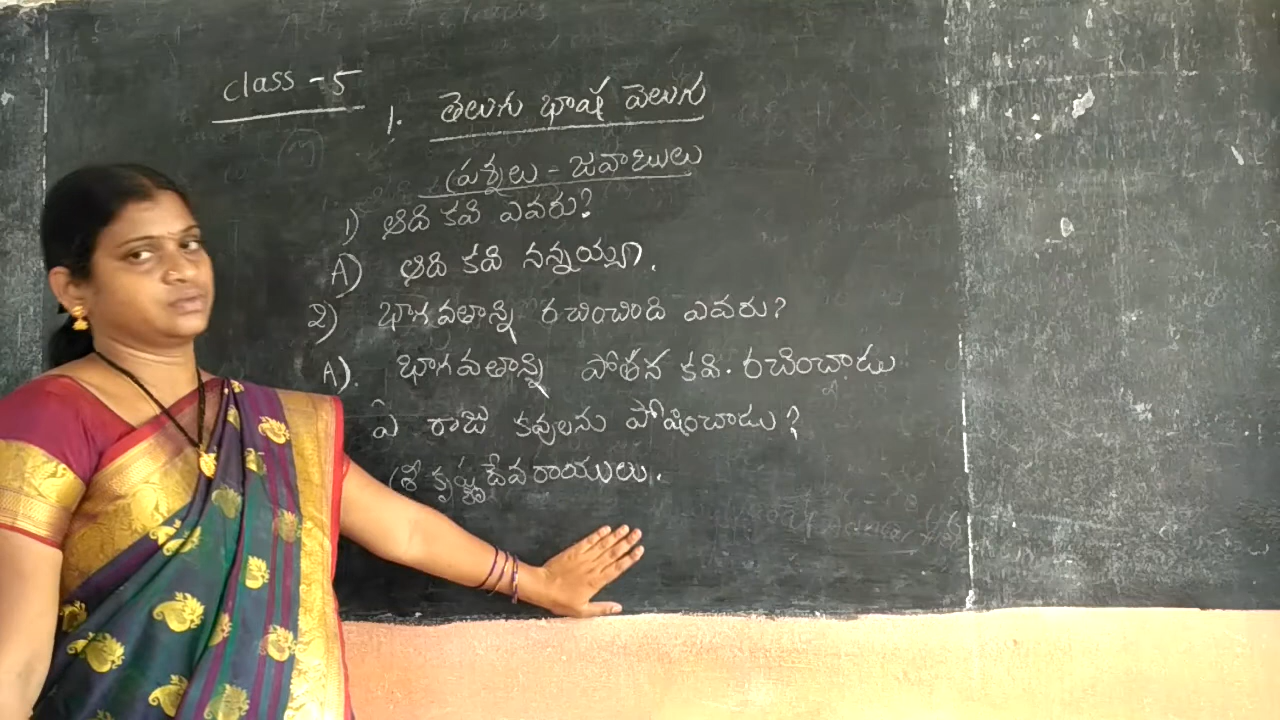 class - 5
1. తెలుగు భాష వెలుగు
ప్రశ్నలు - జవాబులు
1) ఆది కవి ఎవరు?
A) ఆది కవి నన్నయ్య.
2) భాగవతాన్ని రచించింది ఎవరు?
A). భాగవతాన్ని పోతన కవి. రచించ్చాడు
ఏ రాజు కవులను పోషించాడు?
శ్రీ కృష్ణదేవరాయులు.